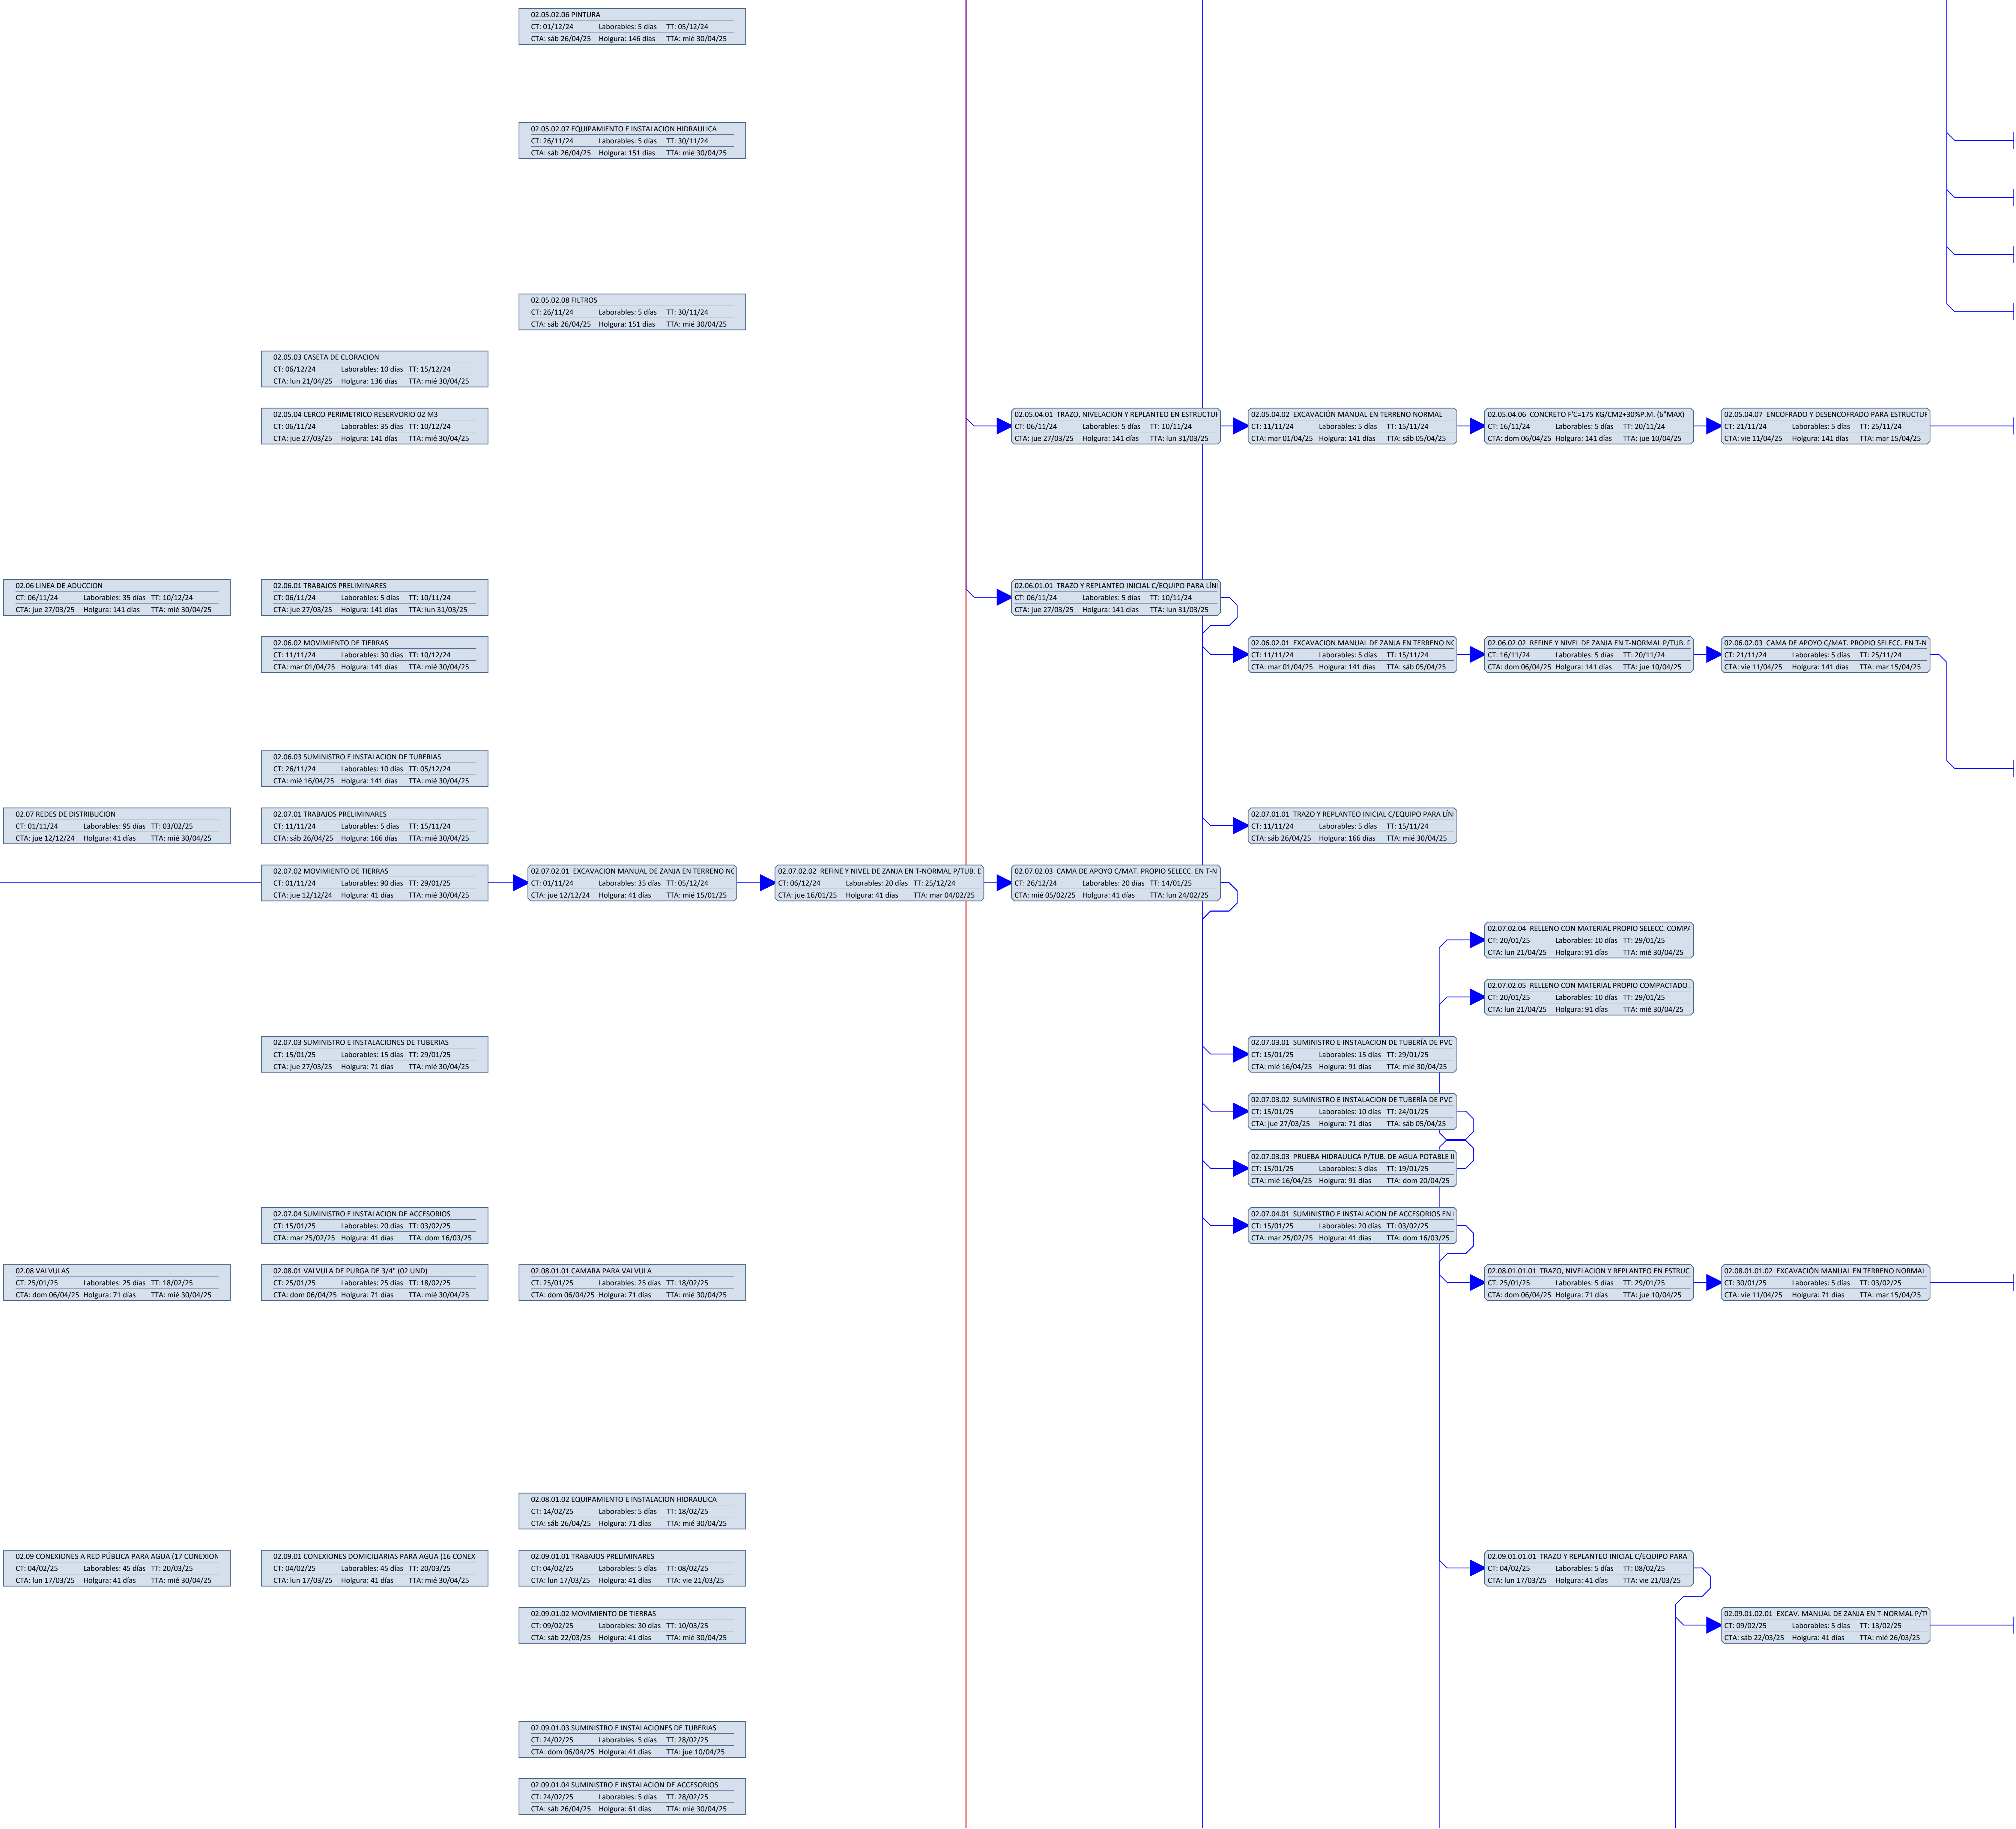 02.05.02.06 PINTURA
CT: 01/12/24 Laborables: 5 días TT: 05/12/24
CTA: sáb 26/04/25 Holgura: 146 días TTA: mié 30/04/25
02.05.02.07 EQUIPAMIENTO E INSTALACION HIDRAULICA
CT: 26/11/24 Laborables: 5 días TT: 30/11/24
CTA: sáb 26/04/25 Holgura: 151 días TTA: mié 30/04/25
02.05.02.08 FILTROS
CT: 26/11/24 Laborables: 5 días TT: 30/11/24
CTA: sáb 26/04/25 Holgura: 151 días TTA: mié 30/04/25
02.05.03 CASETA DE CLORACION
CT: 06/12/24 Laborables: 10 días TT: 15/12/24
CTA: lun 21/04/25 Holgura: 136 días TTA: mié 30/04/25
02.05.04 CERCO PERIMETRICO RESERVORIO 02 M3
CT: 06/11/24 Laborables: 35 días TT: 10/12/24
CTA: jue 27/03/25 Holgura: 141 días TTA: mié 30/04/25
02.05.04.01 TRAZO, NIVELACION Y REPLANTEO EN ESTRUCTUR
CT: 06/11/24 Laborables: 5 días TT: 10/11/24
CTA: jue 27/03/25 Holgura: 141 días TTA: lun 31/03/25
02.05.04.02 EXCAVACIÓN MANUAL EN TERRENO NORMAL
CT: 11/11/24 Laborables: 5 días TT: 15/11/24
CTA: mar 01/04/25 Holgura: 141 días TTA: sáb 05/04/25
02.05.04.06 CONCRETO F'C=175 KG/CM2+30%P.M. (6"MAX)
CT: 16/11/24 Laborables: 5 días TT: 20/11/24
CTA: dom 06/04/25 Holgura: 141 días TTA: jue 10/04/25
02.05.04.07 ENCOFRADO Y DESENCOFRADO PARA ESTRUCTUR
CT: 21/11/24 Laborables: 5 días TT: 25/11/24
CTA: vie 11/04/25 Holgura: 141 días TTA: mar 15/04/25
02.06 LINEA DE ADUCCION
CT: 06/11/24 Laborables: 35 días TT: 10/12/24
CTA: jue 27/03/25 Holgura: 141 días TTA: mié 30/04/25
02.06.01 TRABAJOS PRELIMINARES
CT: 06/11/24 Laborables: 5 días TT: 10/11/24
CTA: jue 27/03/25 Holgura: 141 días TTA: lun 31/03/25
02.06.01.01 TRAZO Y REPLANTEO INICIAL C/EQUIPO PARA LÍN
CT: 06/11/24 Laborables: 5 días TT: 10/11/24
CTA: jue 27/03/25 Holgura: 141 días TTA: lun 31/03/25
02.06.02 MOVIMIENTO DE TIERRAS
CT: 11/11/24 Laborables: 30 días TT: 10/12/24
CTA: mar 01/04/25 Holgura: 141 días TTA: mié 30/04/25
02.06.02.01 EXCAVACION MANUAL DE ZANJA EN TERRENO NO
CT: 11/11/24 Laborables: 5 días TT: 15/11/24
CTA: mar 01/04/25 Holgura: 141 días TTA: sáb 05/04/25
02.06.02.02 REFINE Y NIVEL DE ZANJA EN T-NORMAL P/TUB. D
CT: 16/11/24 Laborables: 5 días TT: 20/11/24
CTA: dom 06/04/25 Holgura: 141 días TTA: jue 10/04/25
02.06.02.03 CAMA DE APOYO C/MAT. PROPIO SELECC. EN T-N
CT: 21/11/24 Laborables: 5 días TT: 25/11/24
CTA: vie 11/04/25 Holgura: 141 días TTA: mar 15/04/25
02.06.03 SUMINISTRO E INSTALACION DE TUBERIAS
CT: 26/11/24 Laborables: 10 días TT: 05/12/24
CTA: mié 16/04/25 Holgura: 141 días TTA: mié 30/04/25
02.07 REDES DE DISTRIBUCION
CT: 01/11/24 Laborables: 95 días TT: 03/02/25
CTA: jue 12/12/24 Holgura: 41 días TTA: mié 30/04/25
02.07.01 TRABAJOS PRELIMINARES
CT: 11/11/24 Laborables: 5 días TT: 15/11/24
CTA: sáb 26/04/25 Holgura: 166 días TTA: mié 30/04/25
02.07.01.01 TRAZO Y REPLANTEO INICIAL C/EQUIPO PARA LÍN
CT: 11/11/24 Laborables: 5 días TT: 15/11/24
CTA: sáb 26/04/25 Holgura: 166 días TTA: mié 30/04/25
02.07.02 MOVIMIENTO DE TIERRAS
CT: 01/11/24 Laborables: 90 días TT: 29/01/25
CTA: jue 12/12/24 Holgura: 41 días TTA: mié 30/04/25
02.07.02.01 EXCAVACION MANUAL DE ZANJA EN TERRENO NO
CT: 01/11/24 Laborables: 35 días TT: 05/12/24
CTA: jue 12/12/24 Holgura: 41 días TTA: mié 15/01/25
02.07.02.02 REFINE Y NIVEL DE ZANJA EN T-NORMAL P/TUB. D
CT: 06/12/24 Laborables: 20 días TT: 25/12/24
CTA: jue 16/01/25 Holgura: 41 días TTA: mar 04/02/25
02.07.02.03 CAMA DE APOYO C/MAT. PROPIO SELECC. EN T-N
CT: 26/12/24 Laborables: 20 días TT: 14/01/25
CTA: mié 05/02/25 Holgura: 41 días TTA: lun 24/02/25
02.07.02.04 RELLENO CON MATERIAL PROPIO SELECC. COMPA
CT: 20/01/25 Laborables: 10 días TT: 29/01/25
CTA: lun 21/04/25 Holgura: 91 días TTA: mié 30/04/25
02.07.02.05 RELLENO CON MATERIAL PROPIO COMPACTADO
CT: 20/01/25 Laborables: 10 días TT: 29/01/25
CTA: lun 21/04/25 Holgura: 91 días TTA: mié 30/04/25
02.07.03 SUMINISTRO E INSTALACIONES DE TUBERIAS
CT: 15/01/25 Laborables: 15 días TT: 29/01/25
CTA: jue 27/03/25 Holgura: 71 días TTA: mié 30/04/25
02.07.03.01 SUMINISTRO E INSTALACION DE TUBERÍA DE PVC
CT: 15/01/25 Laborables: 15 días TT: 29/01/25
CTA: mié 16/04/25 Holgura: 91 días TTA: mié 30/04/25
02.07.03.02 SUMINISTRO E INSTALACION DE TUBERÍA DE PVC
CT: 15/01/25 Laborables: 10 días TT: 24/01/25
CTA: jue 27/03/25 Holgura: 71 días TTA: sáb 05/04/25
02.07.03.03 PRUEBA HIDRAULICA P/TUB. DE AGUA POTABLE
CT: 15/01/25 Laborables: 5 días TT: 19/01/25
CTA: mié 16/04/25 Holgura: 91 días TTA: dom 20/04/25
02.07.04 SUMINISTRO E INSTALACION DE ACCESORIOS
CT: 15/01/25 Laborables: 20 días TT: 03/02/25
CTA: mar 25/02/25 Holgura: 41 días TTA: dom 16/03/25
02.07.04.01 SUMINISTRO E INSTALACION DE ACCESORIOS EN
CT: 15/01/25 Laborables: 20 días TT: 03/02/25
CTA: mar 25/02/25 Holgura: 41 días TTA: dom 16/03/25
02.08 VALVULAS
CT: 25/01/25 Laborables: 25 días TT: 18/02/25
CTA: dom 06/04/25 Holgura: 71 días TTA: mié 30/04/25
02.08.01 VALVULA DE PURGA DE 3/4" (02 UND)
CT: 25/01/25 Laborables: 25 días TT: 18/02/25
CTA: dom 06/04/25 Holgura: 71 días TTA: mié 30/04/25
02.08.01.01 CAMARA PARA VALVULA
CT: 25/01/25 Laborables: 25 días TT: 18/02/25
CTA: dom 06/04/25 Holgura: 71 días TTA: mié 30/04/25
02.08.01.01.01 TRAZO, NIVELACION Y REPLANTEO EN ESTRUC
CT: 25/01/25 Laborables: 5 días TT: 29/01/25
CTA: dom 06/04/25 Holgura: 71 días TTA: jue 10/04/25
02.08.01.01.02 EXCAVACIÓN MANUAL EN TERRENO NORMAL
CT: 30/01/25 Laborables: 5 días TT: 03/02/25
CTA: vie 11/04/25 Holgura: 71 días TTA: mar 15/04/25
02.08.01.02 EQUIPAMIENTO E INSTALACION HIDRAULICA
CT: 14/02/25 Laborables: 5 días TT: 18/02/25
CTA: sáb 26/04/25 Holgura: 71 días TTA: mié 30/04/25
02.09 CONEXIONES A RED PÚBLICA PARA AGUA (17 CONEXION
CT: 04/02/25 Laborables: 45 días TT: 20/03/25
CTA: lun 17/03/25 Holgura: 41 días TTA: mié 30/04/25
02.09.01 CONEXIONES DOMICILIARIAS PARA AGUA (16 CONEX
CT: 04/02/25 Laborables: 45 días TT: 20/03/25
CTA: lun 17/03/25 Holgura: 41 días TTA: mié 30/04/25
02.09.01.01 TRABAJOS PRELIMINARES
CT: 04/02/25 Laborables: 5 días TT: 08/02/25
CTA: lun 17/03/25 Holgura: 41 días TTA: vie 21/03/25
02.09.01.01.01 TRAZO Y REPLANTEO INICIAL C/EQUIPO PARA
CT: 04/02/25 Laborables: 5 días TT: 08/02/25
CTA: lun 17/03/25 Holgura: 41 días TTA: vie 21/03/25
02.09.01.02 MOVIMIENTO DE TIERRAS
CT: 09/02/25 Laborables: 30 días TT: 10/03/25
CTA: sáb 22/03/25 Holgura: 41 días TTA: mié 30/04/25
02.09.01.02.01 EXCAV. MANUAL DE ZANJA EN T-NORMAL P/T
CT: 09/02/25 Laborables: 5 días TT: 13/02/25
CTA: sáb 22/03/25 Holgura: 41 días TTA: mié 26/03/25
02.09.01.03 SUMINISTRO E INSTALACIONES DE TUBERIAS
CT: 24/02/25 Laborables: 5 días TT: 28/02/25
CTA: dom 06/04/25 Holgura: 41 días TTA: jue 10/04/25
02.09.01.04 SUMINISTRO E INSTALACION DE ACCESORIOS
CT: 24/02/25 Laborables: 5 días TT: 28/02/25
CTA: sáb 26/04/25 Holgura: 61 días TTA: mié 30/04/25